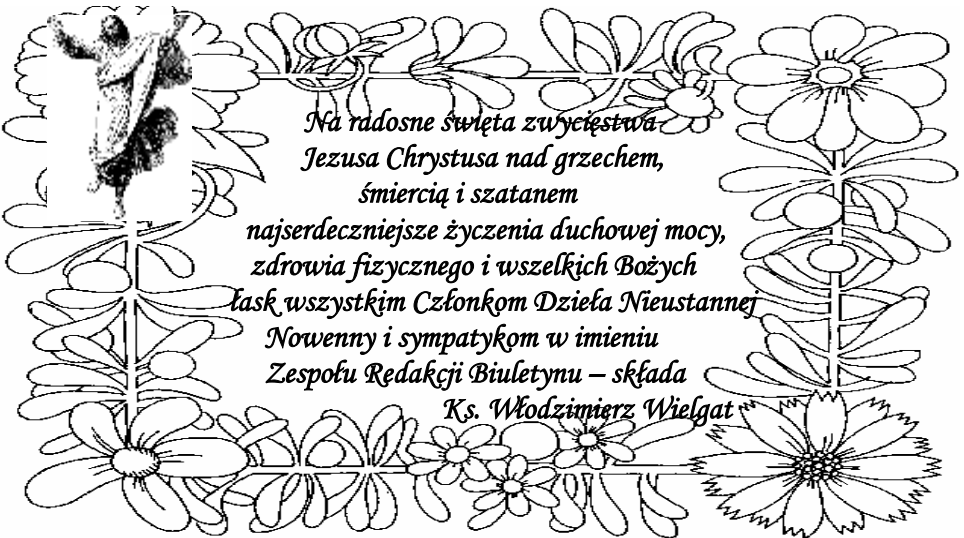 Na radosne święta zwycięstwa
Jezusa Chrystusa nad grzechem,
śmiercią i szatanem
najserdeczniejsze życzenia duchowej mocy,
zdrowia fizycznego i wszelkich Bożych
łask wszystkim Członkom Dzieła Nieustannej
Nowenny i sympatykom w imieniu
Zespołu Redakcji Biuletynu – składa
Ks. Włodzimierz Wielgat